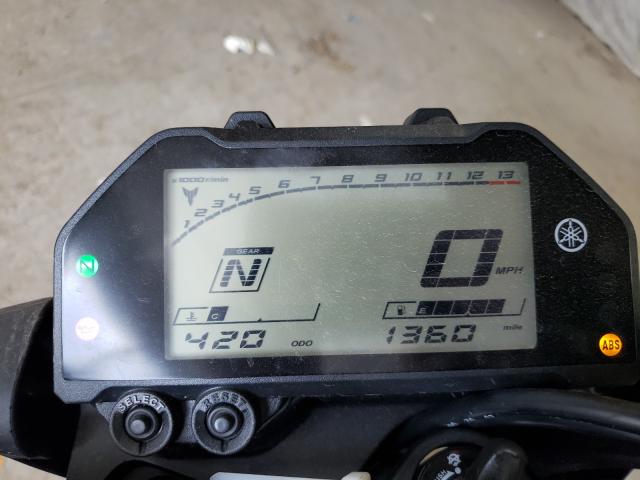 x1000r/min
1 2 3 4 5 6 7 8 9 10 11 12 13
GEAR
N
0 MPH
N
C
E
420 ODO
1360 mile
ABS
SELECT
RESET